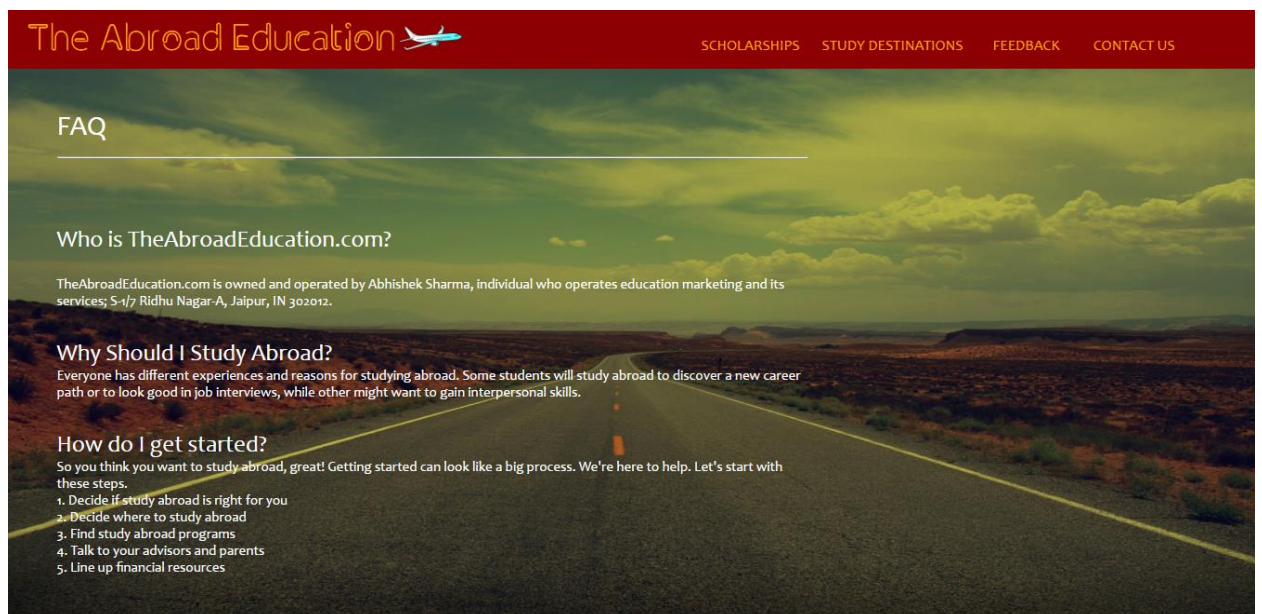 The Abroad Education
SCHOLARSHIPS STUDY DESTINATIONS FEEDBACK CONTACT US
FAQ
Who is TheAbroadEducation.com?
TheAbroadEducation.com is owned and operated by Abhishek Sharma, individual who operates education marketing and its
services; S-1/7 Ridhu Nagar-A, Jaipur, IN 302012.
Why Should I Study Abroad?
Everyone has different experiences and reasons for studying abroad. Some students will study abroad to discover a new career
path or to look good in job interviews, while other might want to gain interpersonal skills.
How do I get started?
So you think you want to study abroad, great! Getting started can look like a big process. We're here to help. Let's start with
these steps.
1. Decide if study abroad is right for you
2. Decide where to study abroad
3. Find study abroad programs
4. Talk to your advisors and parents
5. Line up financial resources